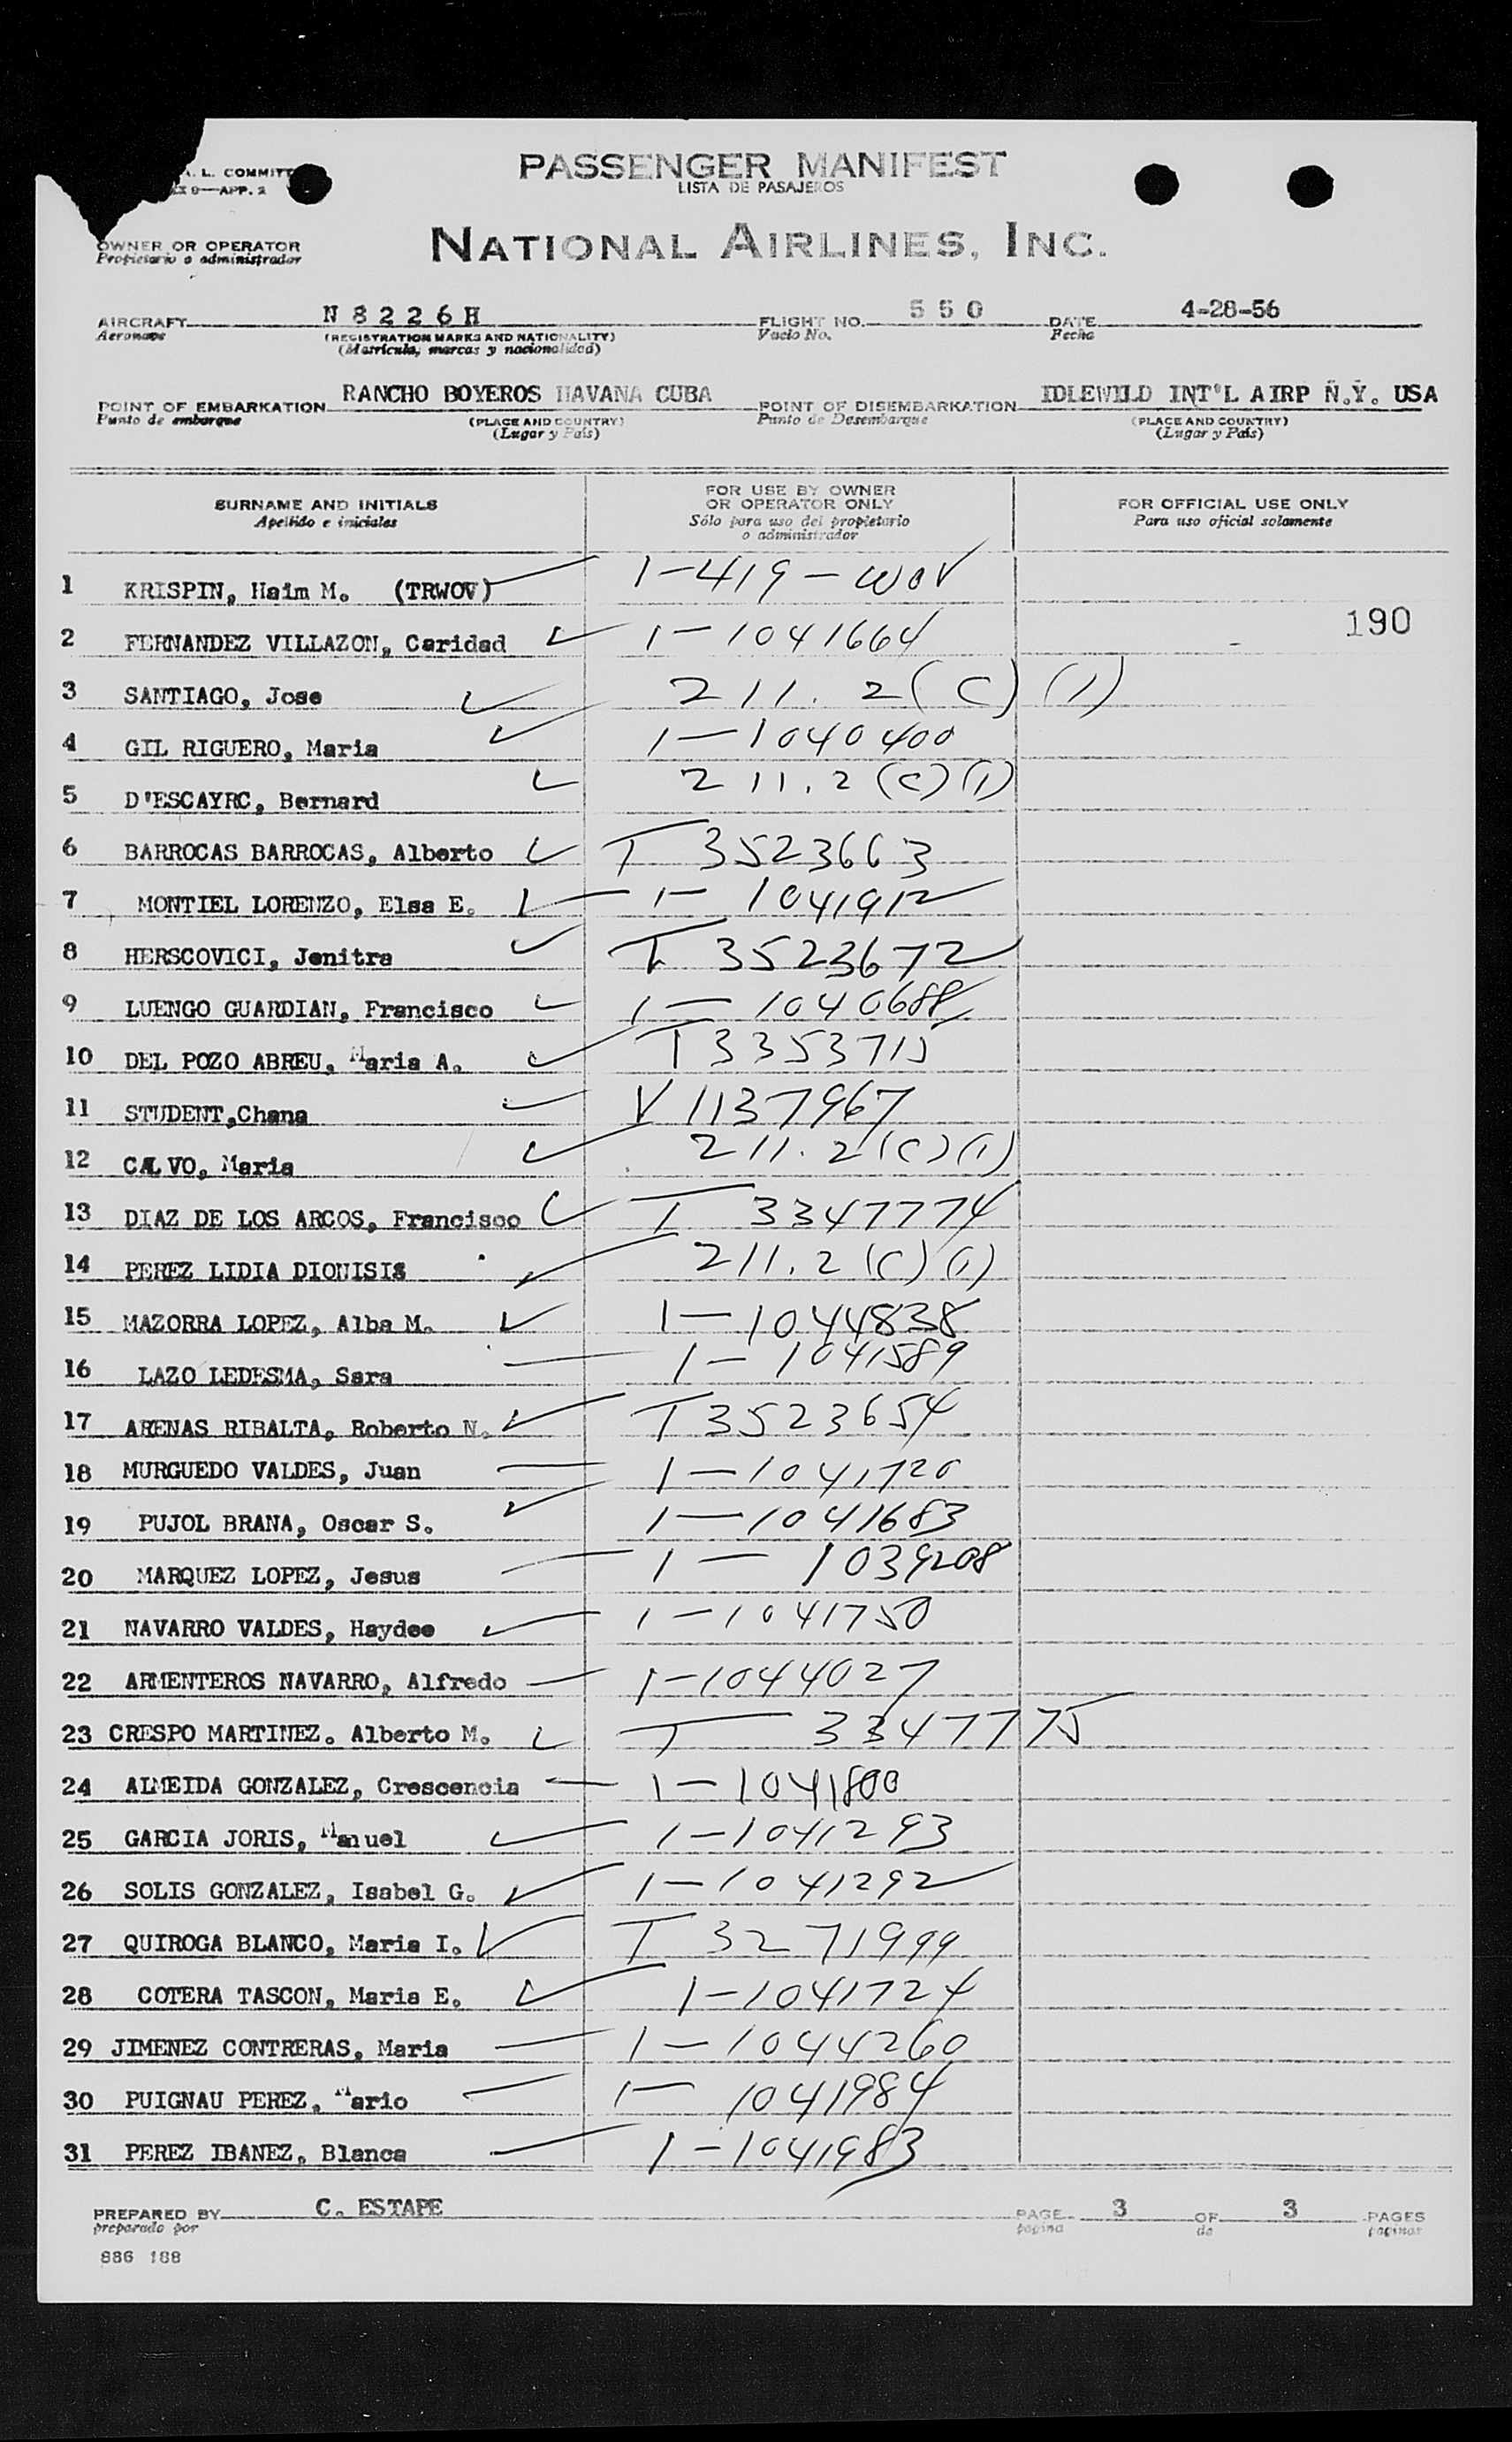 A. L. COMMITT
EX 9—APP. 2
PASSENGER MANIFEST
LISTA DE PASAJEROS
OWNER OR OPERATOR
Propietario o administrador
NATIONAL AIRLINES, INC.
AIRCRAFT N 8 2 2 6 H FLIGHT NO. 5 5 0 DATE 4-28-56
Aeronave (REGISTRATION MARKS AND NATIONALITY) Vuelo No. Fecha
(Matricula, marcas y nacionalidad)
POINT OF EMBARKATION RANCHO BOYEROS HAVANA CUBA POINT OF DISEMBARKATION IDLEWILD INT'L AIRP N.Y. USA
Punto de embarque (PLACE AND COUNTRY) Punto de Desembarque (PLACE AND COUNTRY)
(Lugar y País) (Lugar y País)
SURNAME AND INITIALS FOR USE BY OWNER OR OPERATOR ONLY FOR OFFICIAL USE ONLY
Apellido e iniciales Sólo para uso del propietario o administrador Para uso oficial solamente
1 KRISPIN, Haim M. (TRWOV) 1-419-WOV
190
2 FERNANDEZ VILLAZON, Caridad 1-1041664
3 SANTIAGO, Jose 211.2(C)(1)
4 GIL RIGUERO, Maria 1-1040400
5 D'ESCAYRC, Bernard 211.2(C)(1)
6 BARROCAS BARROCAS, Alberto T 3523663
7 MONTIEL LORENZO, Elsa E. 1-1041912
8 HERSCOVICI, Jenitra T 3523672
9 LUENGO GUARDIAN, Francisco 1-1040688
10 DEL POZO ABREU, Maria A. T 3353715
11 STUDENT,Chana V 1137967
12 CALVO, Maria 211.2(C)(1)
13 DIAZ DE LOS ARCOS, Francisco T 3347774
14 PEREZ LIDIA DIONISIS 211.2(C)(1)
15 MAZORRA LOPEZ, Alba M. 1-1044838
16 LAZO LEDESMA, Sara 1-1041589
17 ARENAS RIBALTA, Roberto N. T 3523654
18 MURGUEDO VALDES, Juan 1-1041720
19 PUJOL BRANA, Oscar S. 1-1041683
20 MARQUEZ LOPEZ, Jesus 1-1039208
21 NAVARRO VALDES, Haydee 1-1041750
22 ARMENTEROS NAVARRO, Alfredo 1-1044027
23 CRESPO MARTINEZ. Alberto M. T 3347775
24 ALMEIDA GONZALEZ, Crescencia 1-1041800
25 GARCIA JORIS, Manuel 1-1041293
26 SOLIS GONZALEZ, Isabel G. 1-1041292
27 QUIROGA BLANCO, Maria I. T 3271999
28 COTERA TASCON, Maria E. 1-1041724
29 JIMENEZ CONTRERAS, Maria 1-1044260
30 PUIGNAU PEREZ, Mario 1-1041984
31 PEREZ IBANEZ, Blanca 1-1041983
PREPARED BY C. ESTAPE PAGE 3 OF 3 PAGES
preparado por página de páginas
886 188